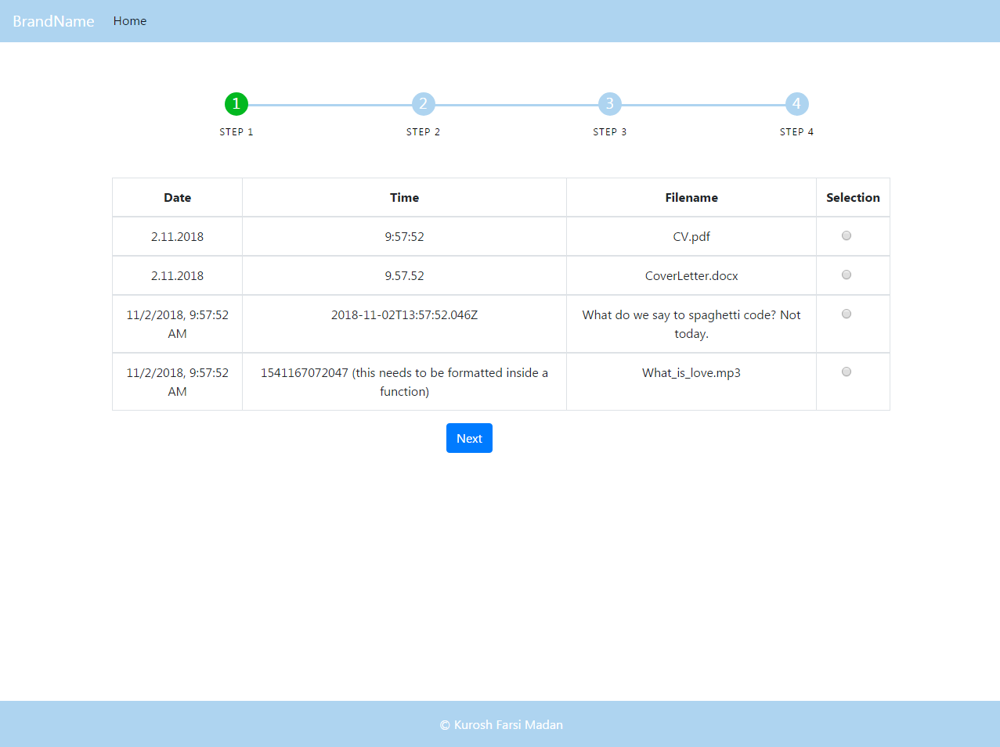 BrandName Home
1 2 3 4
STEP 1 STEP 2 STEP 3 STEP 4
Date Time Filename Selection
2.11.2018 9:57:52 CV.pdf
2.11.2018 9.57.52 CoverLetter.docx
11/2/2018, 9:57:52 2018-11-02T13:57:52.046Z What do we say to spaghetti code? Not
AM today.
11/2/2018, 9:57:52 1541167072047 (this needs to be formatted inside a What_is_love.mp3
AM function)
Next
© Kurosh Farsi Madan